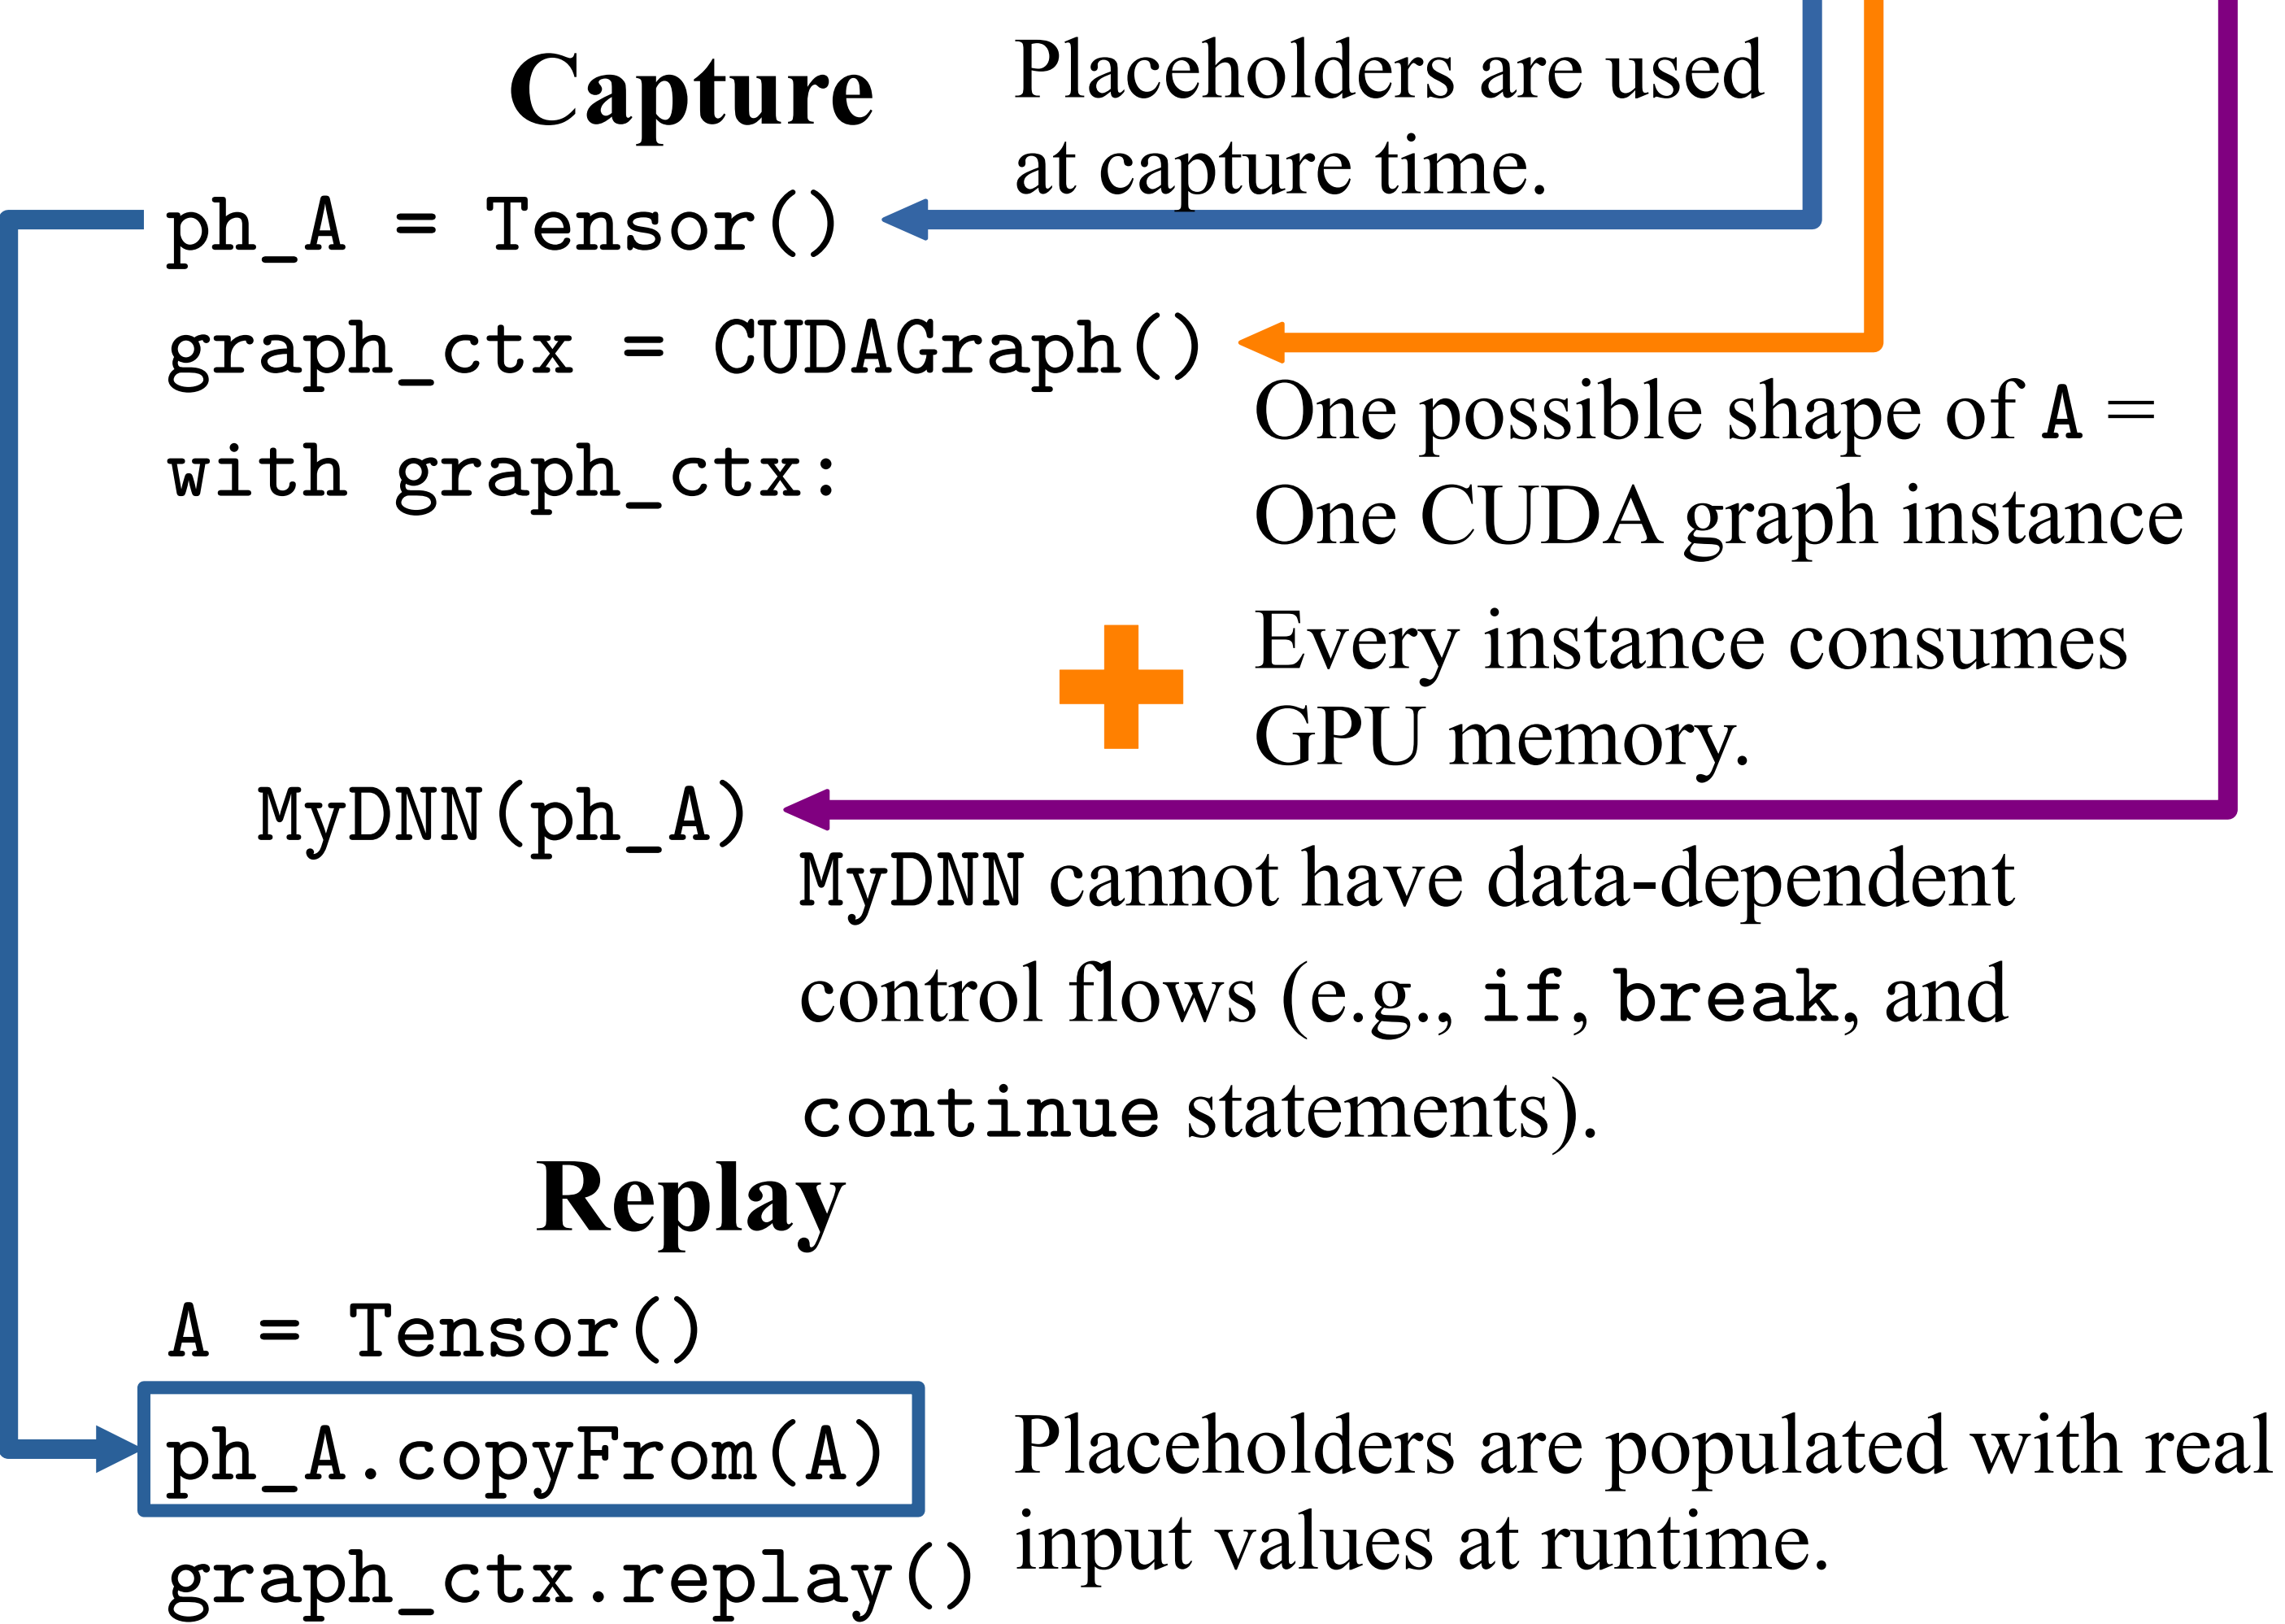 Capture
Placeholders are used
at capture time.
ph_A = Tensor()
graph_ctx = CUDAGraph()
One possible shape of A =
with graph_ctx:
One CUDA graph instance
Every instance consumes
GPU memory.
MyDNN(ph_A)
MyDNN cannot have data-dependent
control flows (e.g., if, break, and
continue statements).
Replay
A = Tensor()
ph_A.copyFrom(A)
Placeholders are populated with real
input values at runtime.
graph_ctx.replay()